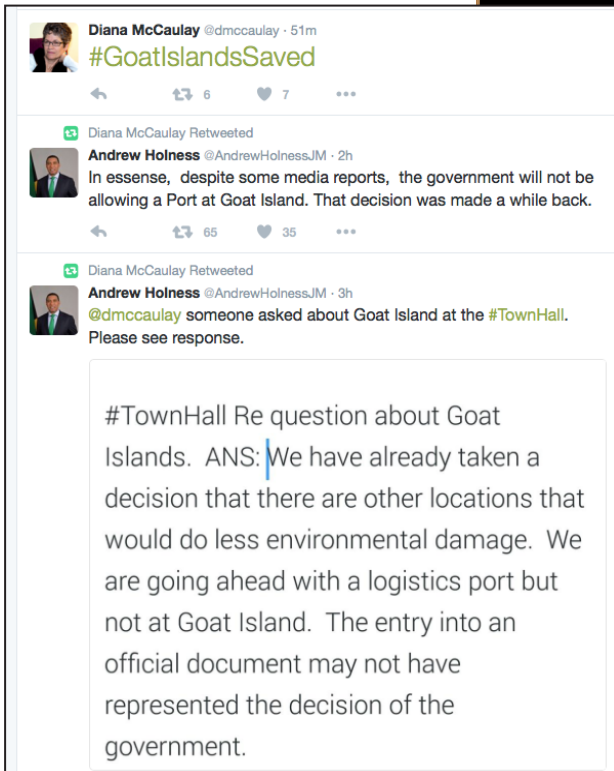 Diana McCaulay @dmccaulay · 51m
#GoatIslandsSaved
6 7
Diana McCaulay Retweeted
Andrew Holness @AndrewHolnessJM · 2h
In essense, despite some media reports, the government will not be
allowing a Port at Goat Island. That decision was made a while back.
65 35
Diana McCaulay Retweeted
Andrew Holness @AndrewHolnessJM · 3h
@dmccaulay someone asked about Goat Island at the #TownHall.
Please see response.
#TownHall Re question about Goat
Islands. ANS: We have already taken a
decision that there are other locations that
would do less environmental damage. We
are going ahead with a logistics port but
not at Goat Island. The entry into an
official document may not have
represented the decision of the
government.